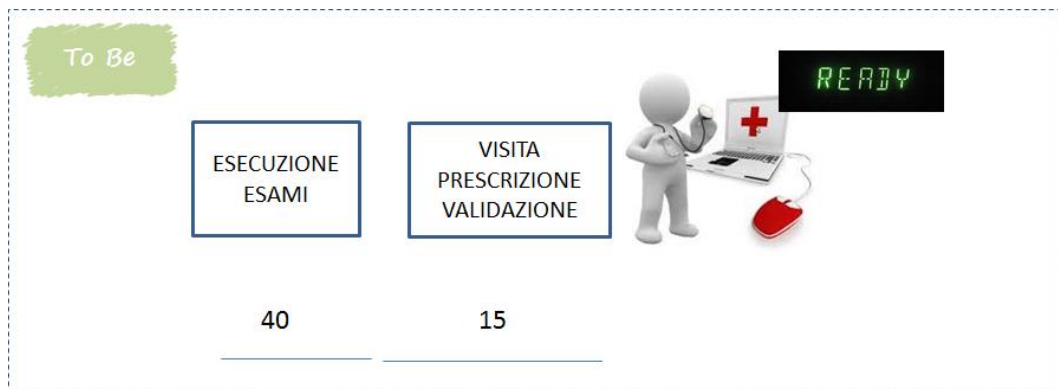 To Be
READY
ESECUZIONE
ESAMI
VISITA
PRESCRIZIONE
VALIDAZIONE
40
15